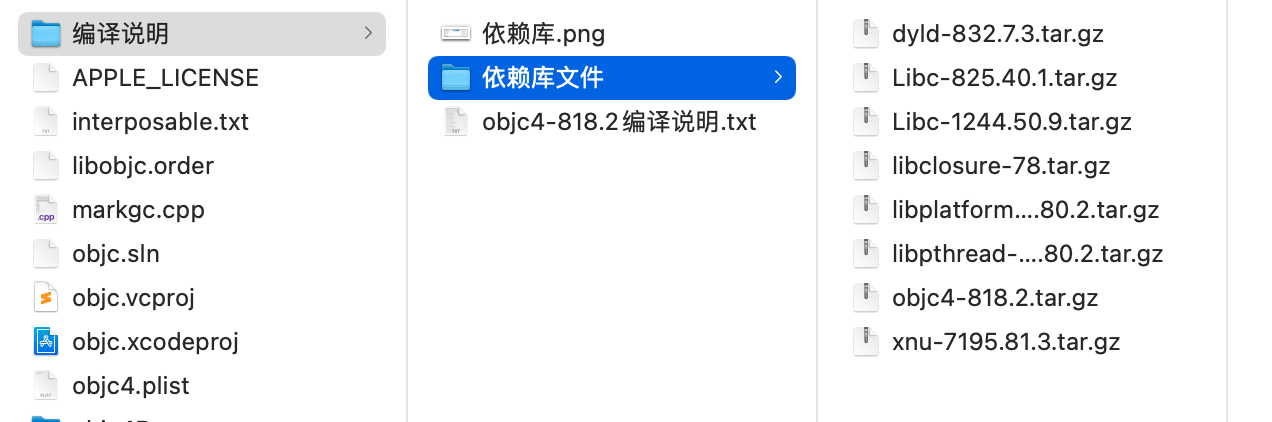 编译说明
APPLE_LICENSE
interposable.txt
libobjc.order
markgc.cpp
objc.sln
objc.vcproj
objc.xcodeproj
objc4.plist
依赖库.png
依赖库文件
objc4-818.2编译说明.txt
dyld-832.7.3.tar.gz
Libc-825.40.1.tar.gz
Libc-1244.50.9.tar.gz
libclosure-78.tar.gz
libplatform....80.2.tar.gz
libpthread-....80.2.tar.gz
objc4-818.2.tar.gz
xnu-7195.81.3.tar.gz